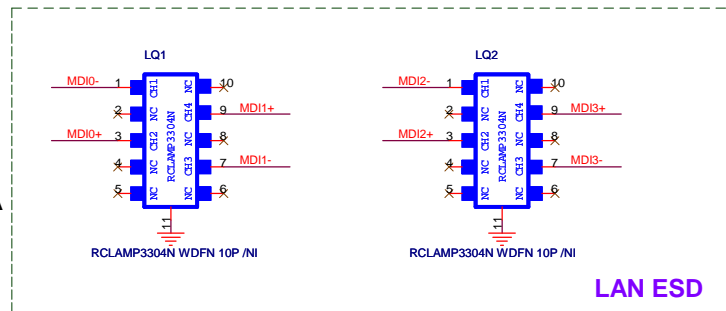 LQ1
MDI0- 1 CH1 NC 10
2 NC CH4 9 MDI1+
MDI0+ 3 CH2 NC 8
4 NC CH3 7 MDI1-
5 NC NC 6
RCLAMP3304N
11
RCLAMP3304N WDFN 10P /NI
LQ2
MDI2- 1 CH1 NC 10
2 NC CH4 9 MDI3+
MDI2+ 3 CH2 NC 8
4 NC CH3 7 MDI3-
5 NC NC 6
RCLAMP3304N
11
RCLAMP3304N WDFN 10P /NI
LAN ESD